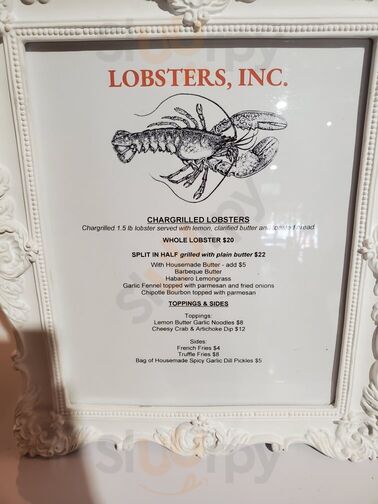 LOBSTERS, INC.
CHARGRILLED LOBSTERS
Chargrilled 1.5 lb lobster served with lemon, clarified butter and bread
WHOLE LOBSTER $20
SPLIT IN HALF grilled with plain butter $22
With Housemade Butter - add $5
Barbeque Butter
Habanero Lemongrass
Garlic Fennel topped with parmesan and fried onions
Chipotle Bourbon topped with parmesan
TOPPINGS & SIDES
Toppings:
Lemon Butter Garlic Noodles $8
Cheesy Crab & Artichoke Dip $12
Sides:
French Fries $4
Truffle Fries $8
Bag of Housemade Spicy Garlic Dill Pickles $5
sluurpy
sluurpy
sluurpy